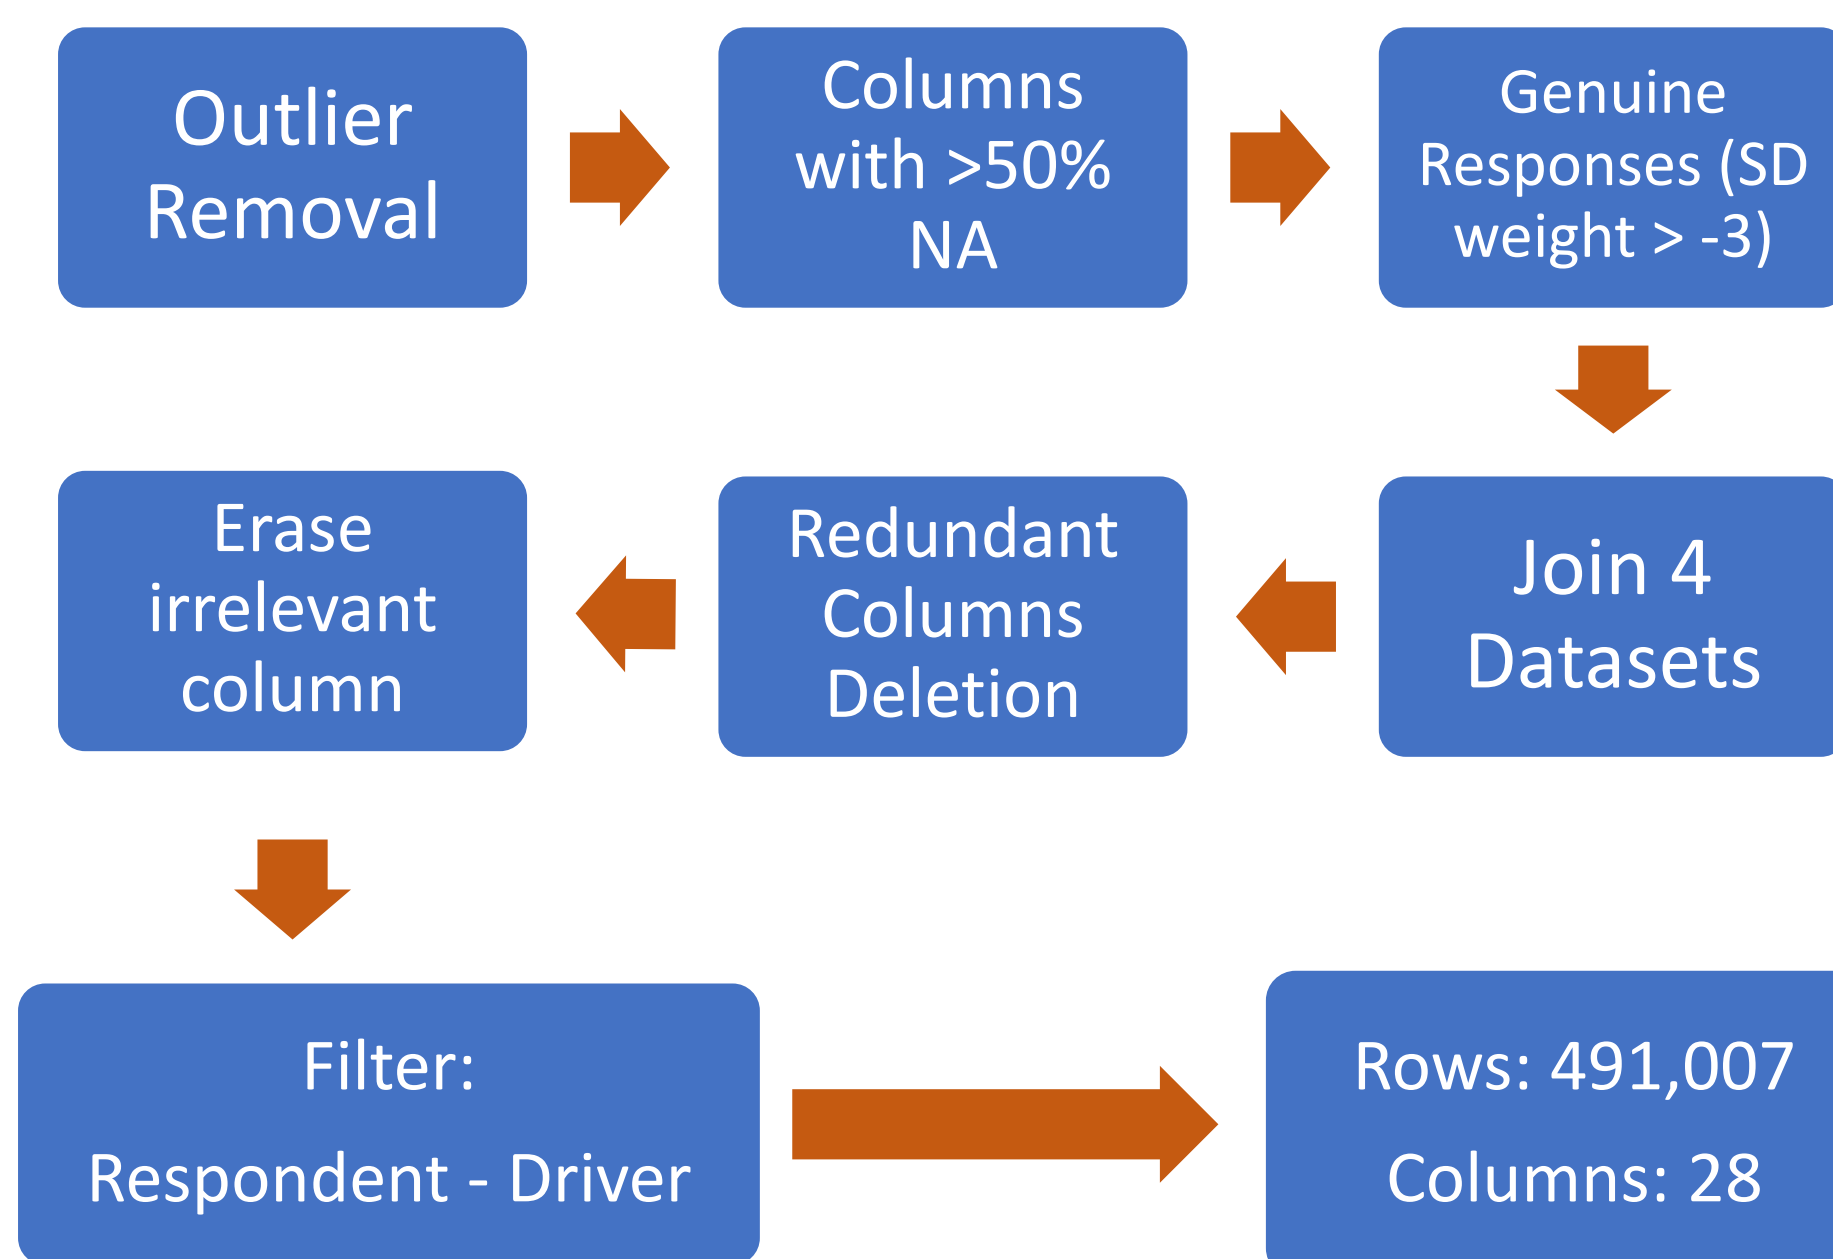 Outlier
Removal
Columns
with >50%
NA
Genuine
Responses (SD
weight > -3)
Join 4
Datasets
Redundant
Columns
Deletion
Erase
irrelevant
column
Filter:
Respondent - Driver
Rows: 491,007
Columns: 28